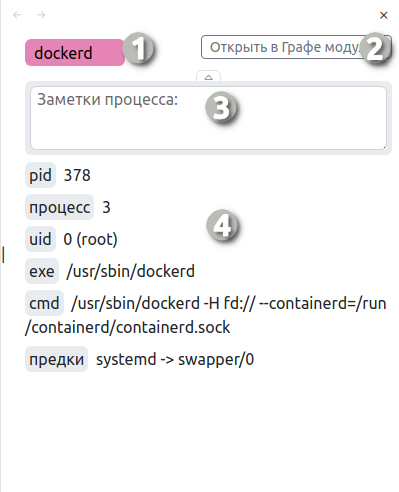 dockerd 1
Открыть в Графе моду 2
Заметки процесса: 3
pid 378
процесс 3
uid 0 (root) 4
exe /usr/sbin/dockerd
cmd /usr/sbin/dockerd -H fd:// --containerd=/run
/containerd/containerd.sock
предки systemd -> swapper/0